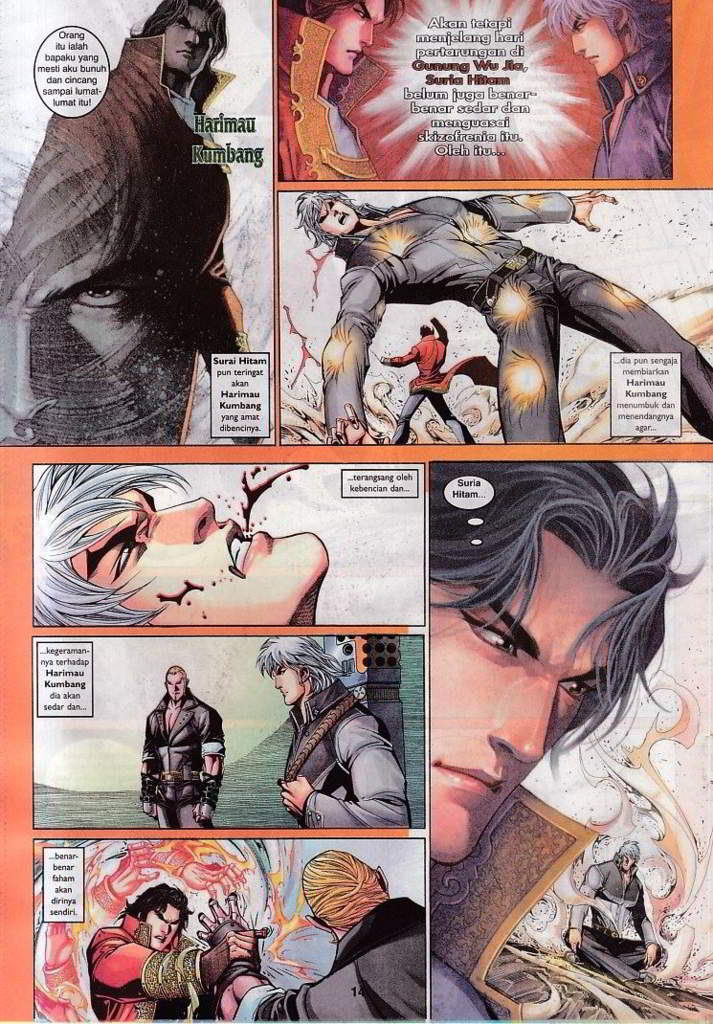 Orang
itu ialah
bapaku yang
mesti aku bunuh
dan cincang
sampai lumat-
lumat itu!
Harimau
Kumbang
Surai Hitam
pun teringat
akan
Harimau
Kumbang
yang amat
dibencinya.
Akan tetapi
menjelang hari
pertarungan di
Gunung Wu Jia,
Suria Hitam
belum juga benar-
benar sedar dan
menguasai
skizofrenia itu.
Oleh itu...
...dia pun sengaja
membiarkan
Harimau
Kumbang
menumbuk dan
menendangnya
agar...
...terangsang oleh
kebencian dan...
...kegeraman-
nya terhadap
Harimau
Kumbang
dia akan
sedar dan...
...benar-
benar
faham
akan
dirinya
sendiri.
Suria
Hitam...
14